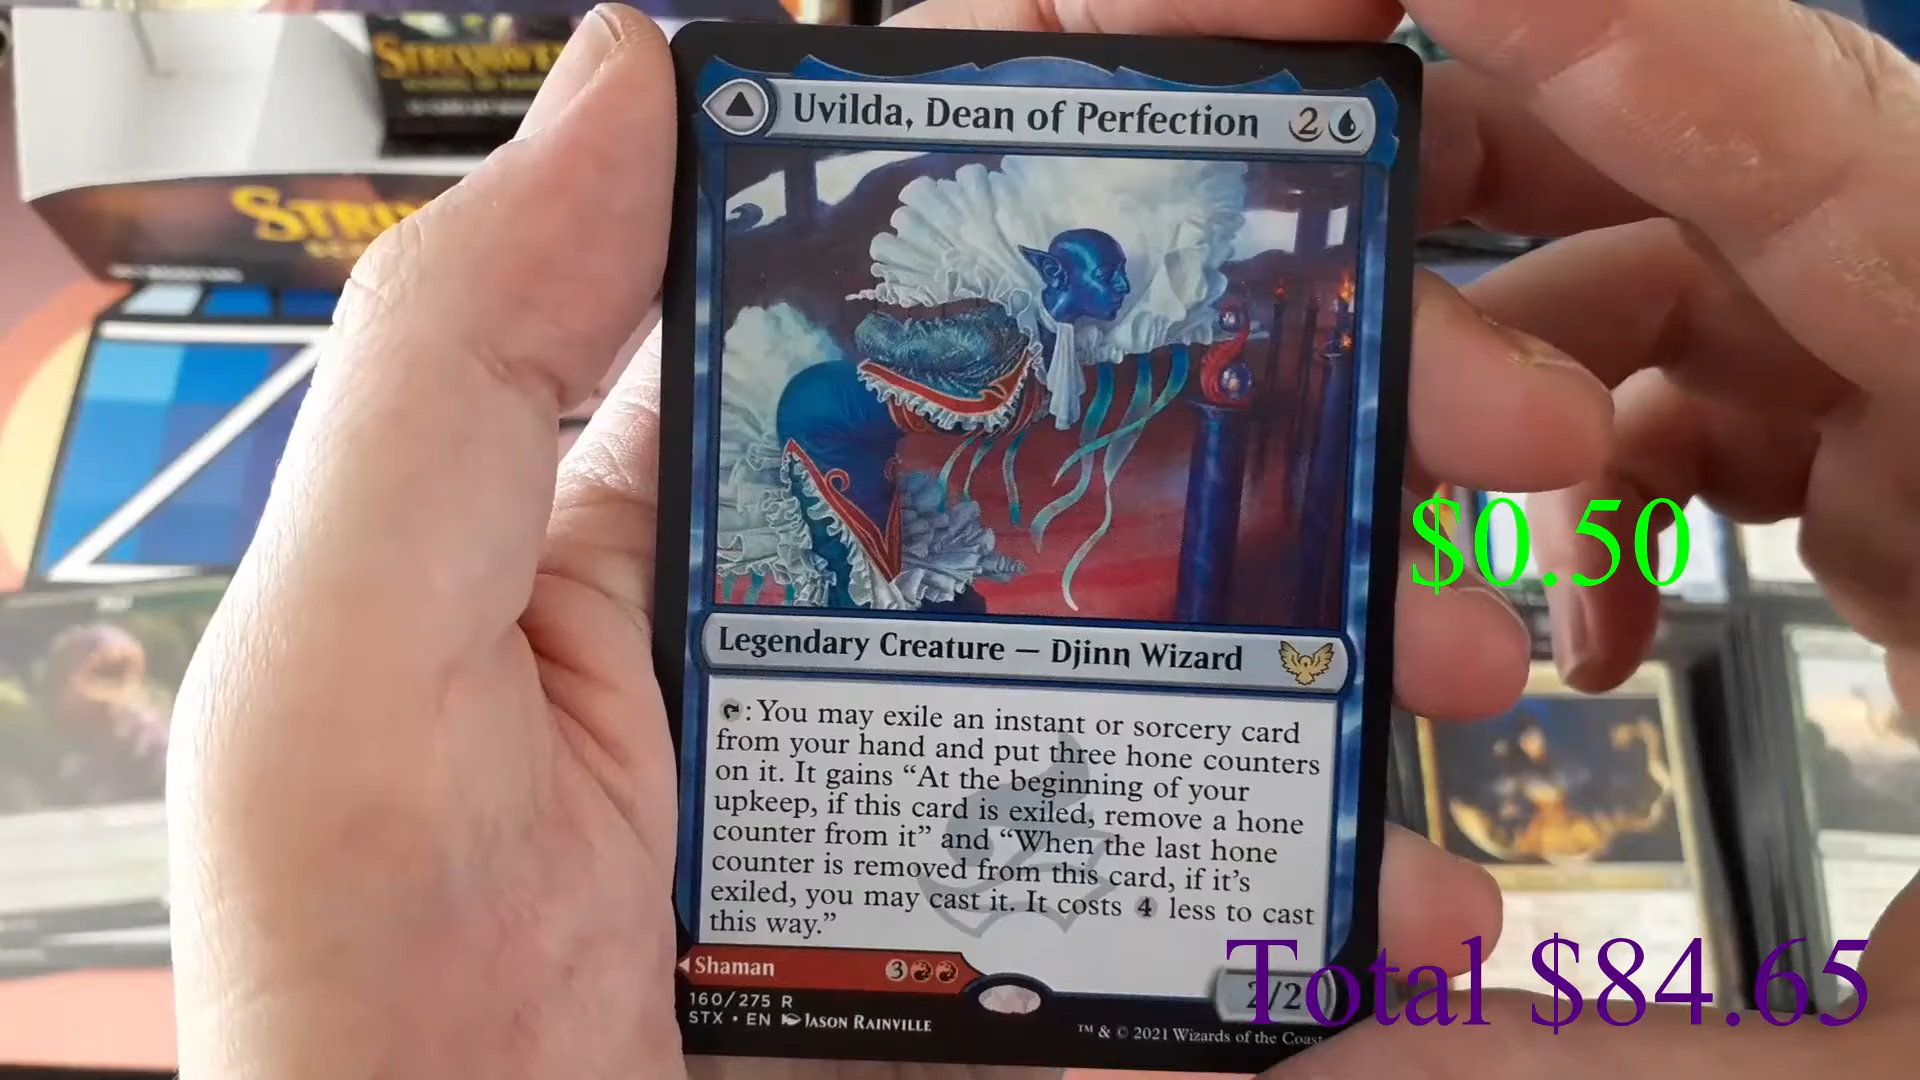 Uvilda, Dean of Perfection 2
Legendary Creature — Djinn Wizard
: You may exile an instant or sorcery card
from your hand and put three hone counters
on it. It gains “At the beginning of your
upkeep, if this card is exiled, remove a hone
counter from it” and “When the last hone
counter is removed from this card, if it’s
exiled, you may cast it. It costs 4 less to cast
this way.”
Shaman 3
2/2
160/275 R
STX • EN JASON RAINVILLE
™ & © 2021 Wizards of the Coast
$0.50
Total $84.65